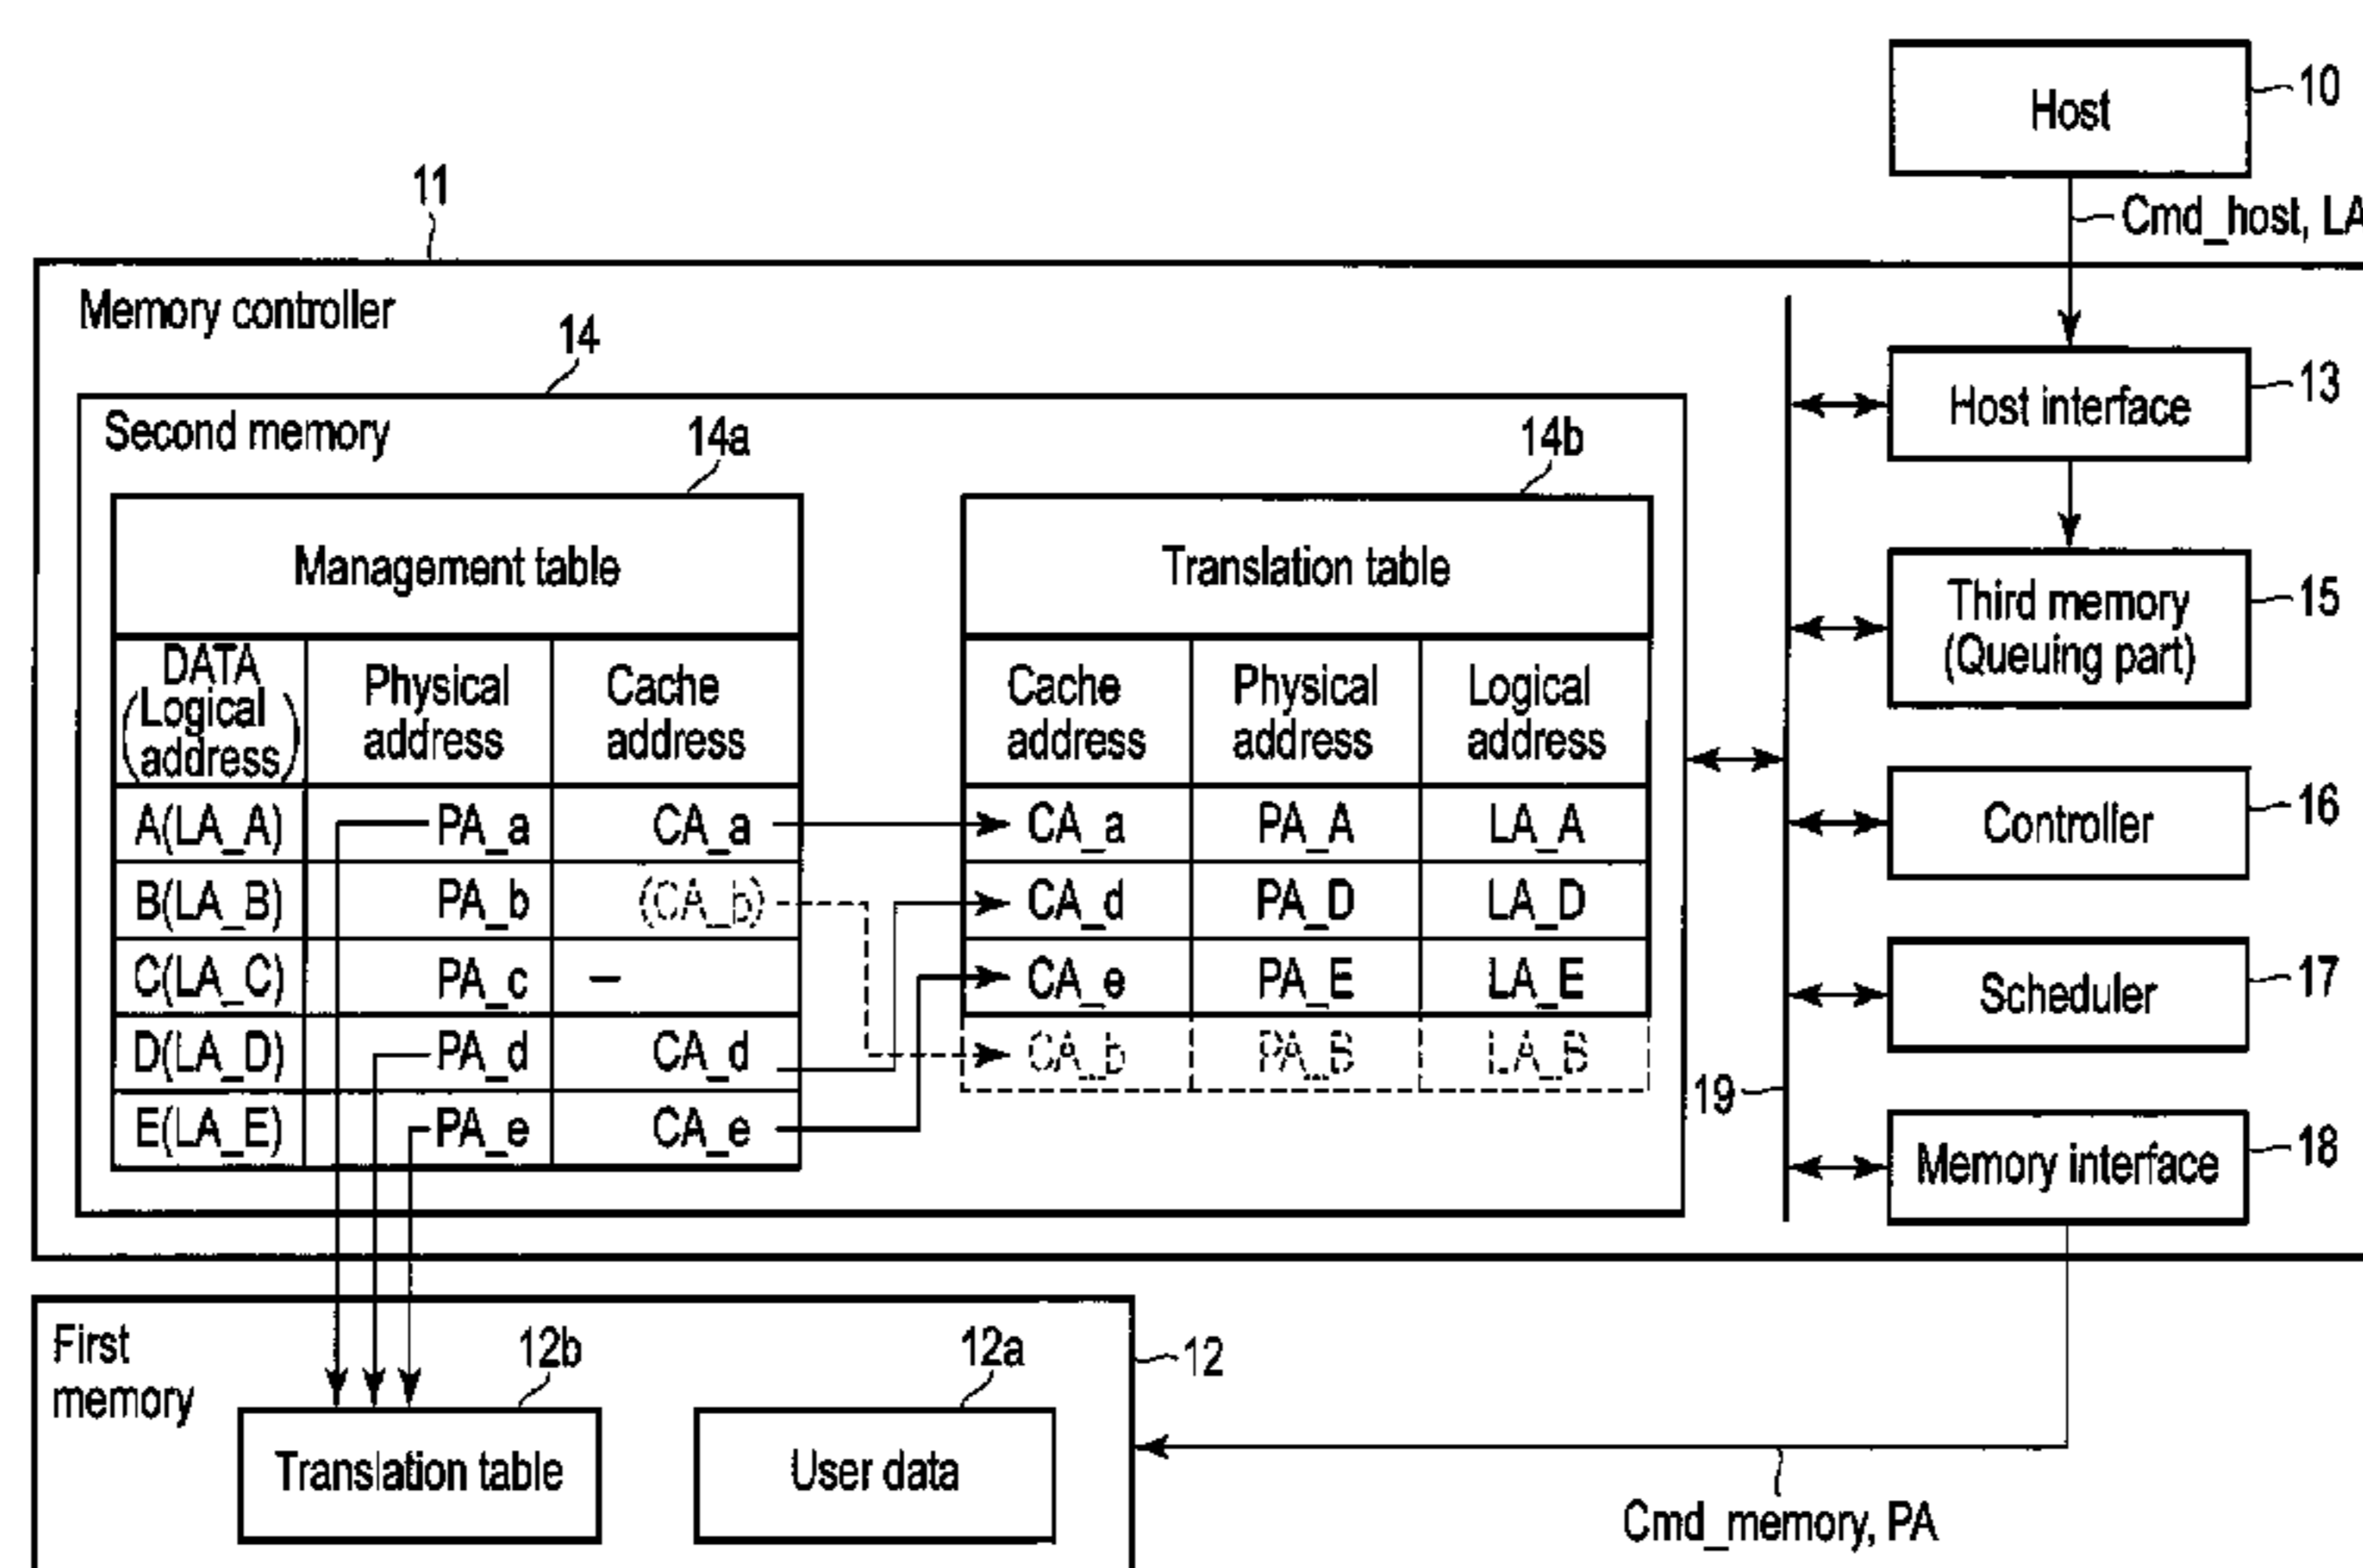 Host
10
Cmd_host, LA
11
Memory controller
14
Second memory
14a
14b
Management table
DATA
(Logical
address)
Physical
address
Cache
address
A(LA_A)
PA_a
CA_a
B(LA_B)
PA_b
(CA_b)
C(LA_C)
PA_c
—
D(LA_D)
PA_d
CA_d
E(LA_E)
PA_e
CA_e
Translation table
Cache
address
Physical
address
Logical
address
CA_a
PA_A
LA_A
CA_d
PA_D
LA_D
CA_e
PA_E
LA_E
CA_b
PA_B
LA_B
Host interface
13
Third memory
(Queuing part)
15
Controller
16
Scheduler
17
19
Memory interface
18
First
memory
12b
12a
12
Translation table
User data
Cmd_memory, PA